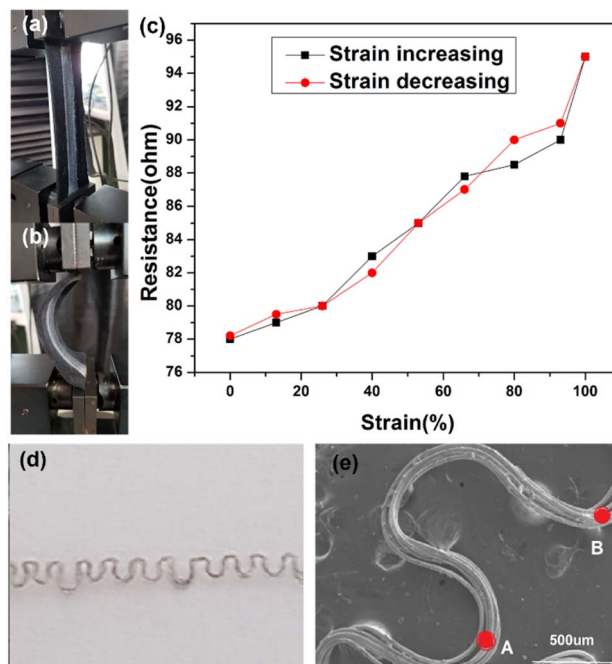 (a)
(b)
(c)
Strain increasing
Strain decreasing
Resistance(ohm)
96
94
92
90
88
86
84
82
80
78
76
0
20
40
60
80
100
Strain(%)
(d)
(e)
A
B
500um